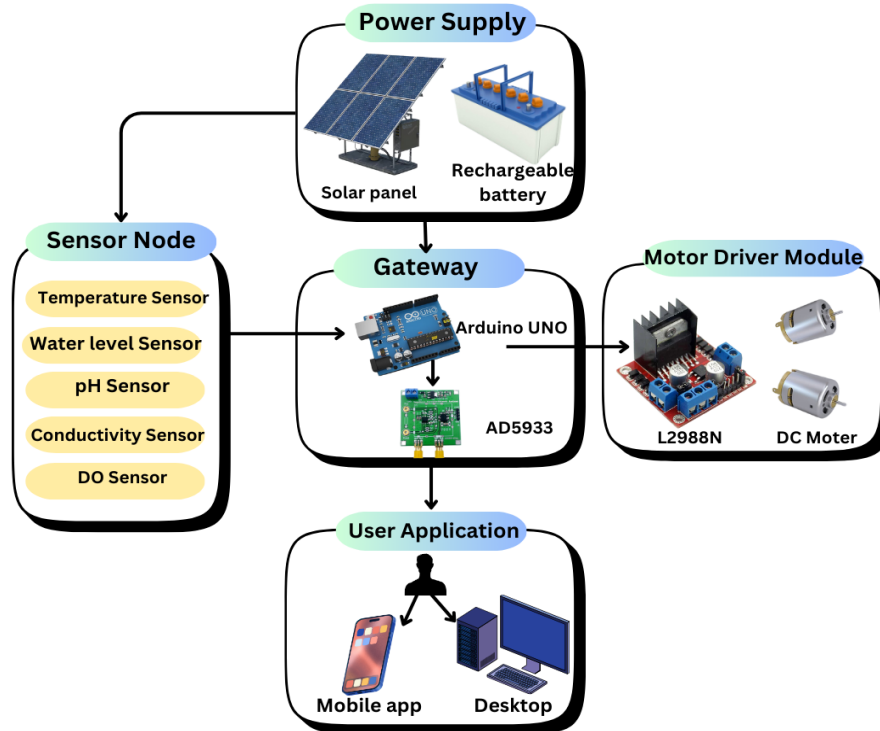 Power Supply
Solar panel
Rechargeable
battery
Sensor Node
Temperature Sensor
Water level Sensor
pH Sensor
Conductivity Sensor
DO Sensor
Gateway
UNO
Arduino UNO
AD5933
Motor Driver Module
L2988N
DC Moter
User Application
Mobile app
Desktop